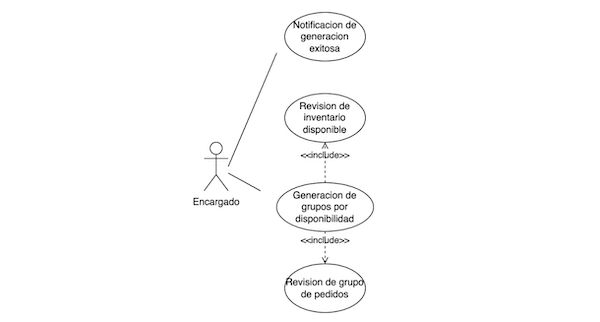 Notificacion de
generacion
exitosa
Revision de
inventario
disponible
<<include>>
Encargado
Generacion de
grupos por
disponibilidad
<<include>>
Revision de grupo
de pedidos